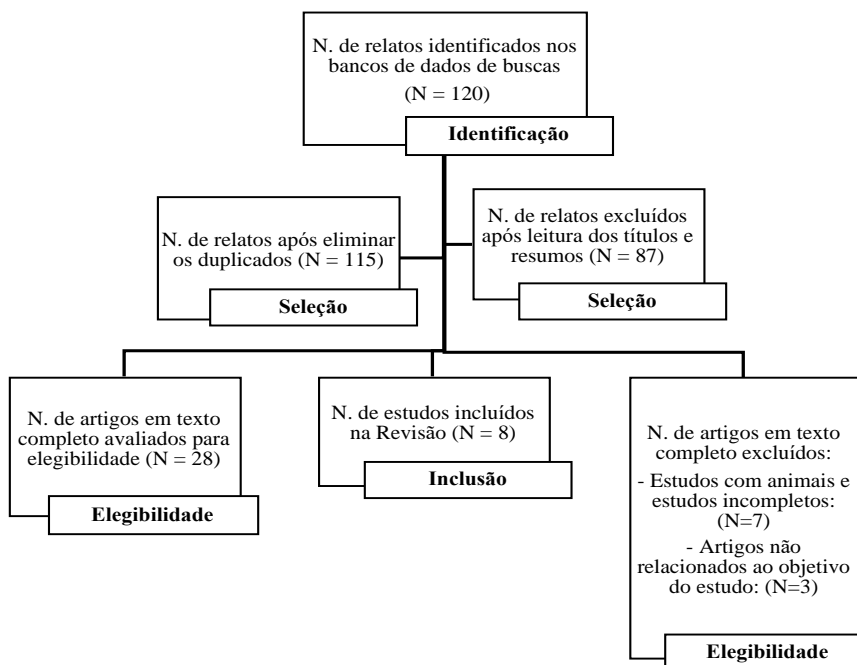 N. de relatos identificados nos
bancos de dados de buscas
(N = 120)
Identificação
N. de relatos após eliminar
os duplicados (N = 115)
Seleção
N. de relatos excluídos
após leitura dos títulos e
resumos (N = 87)
Seleção
N. de artigos em texto
completo avaliados para
elegibilidade (N = 28)
Elegibilidade
N. de estudos incluídos
na Revisão (N = 8)
Inclusão
N. de artigos em texto
completo excluídos:
- Estudos com animais e
estudos incompletos:
(N=7)
- Artigos não
relacionados ao objetivo
do estudo: (N=3)
Elegibilidade